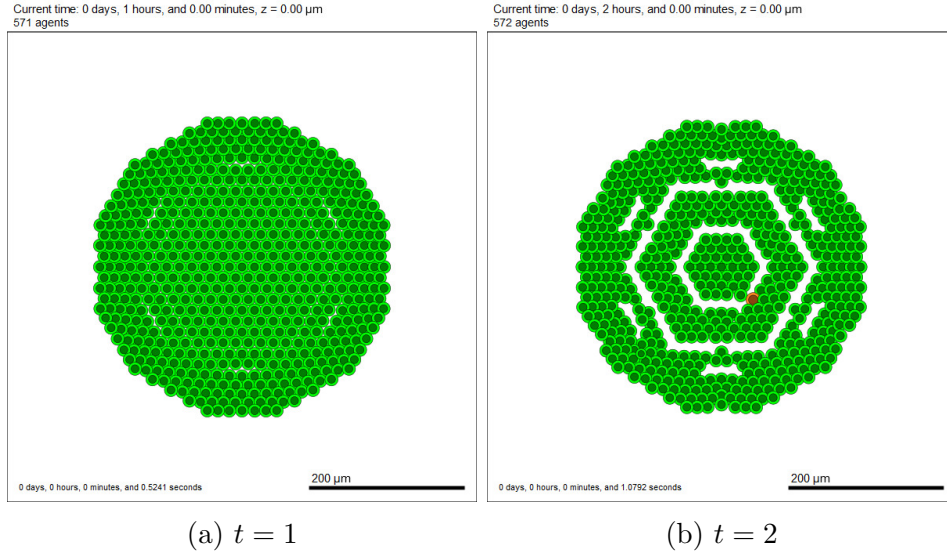 Current time: 0 days, 1 hours, and 0.00 minutes, z = 0.00 µm
571 agents
200 µm
0 days, 0 hours, 0 minutes, and 0.5241 seconds
(a) t = 1
Current time: 0 days, 2 hours, and 0.00 minutes, z = 0.00 µm
572 agents
200 µm
0 days, 0 hours, 0 minutes, and 1.0792 seconds
(b) t = 2